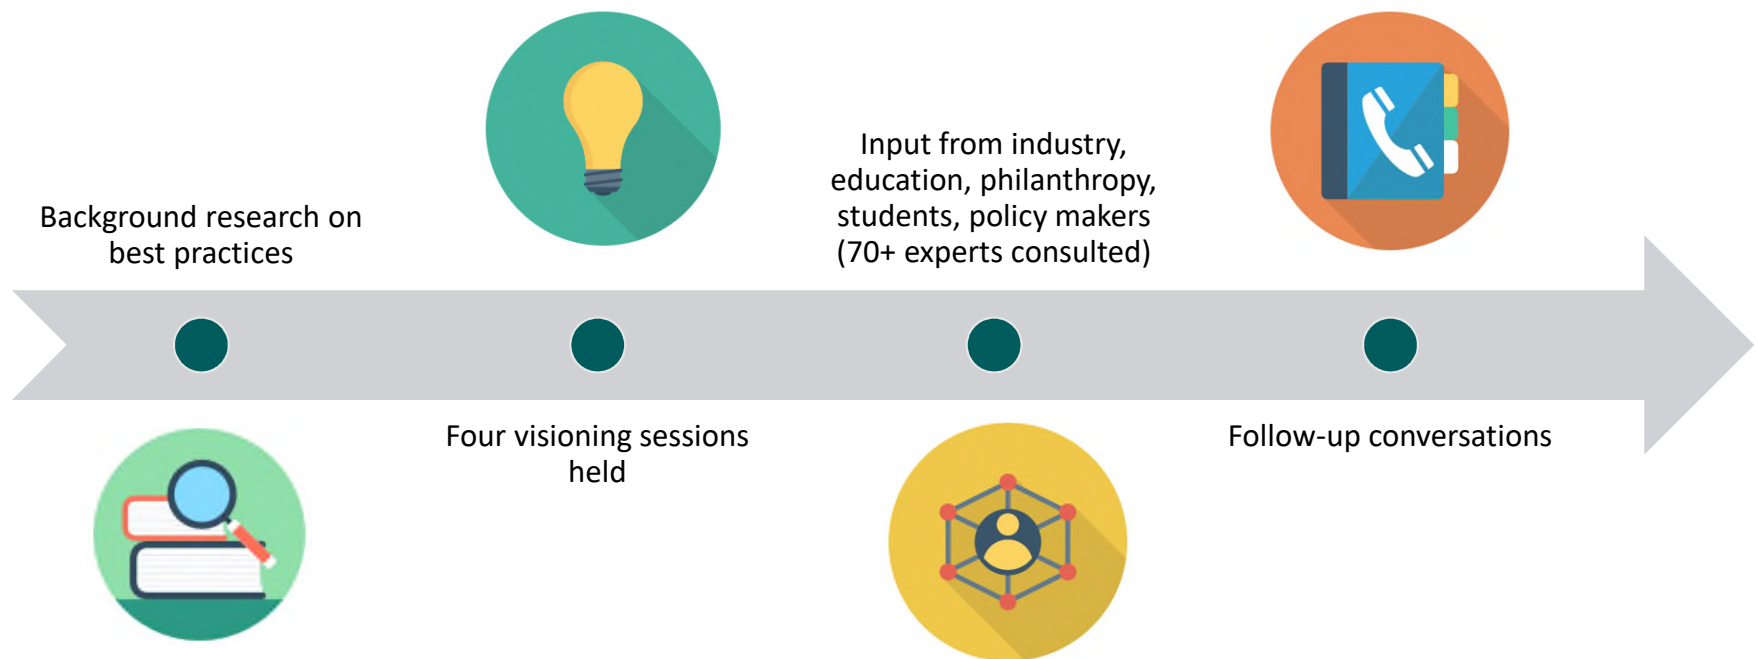 Background research on
best practices
Four visioning sessions
held
Input from industry,
education, philanthropy,
students, policy makers
(70+ experts consulted)
Follow-up conversations